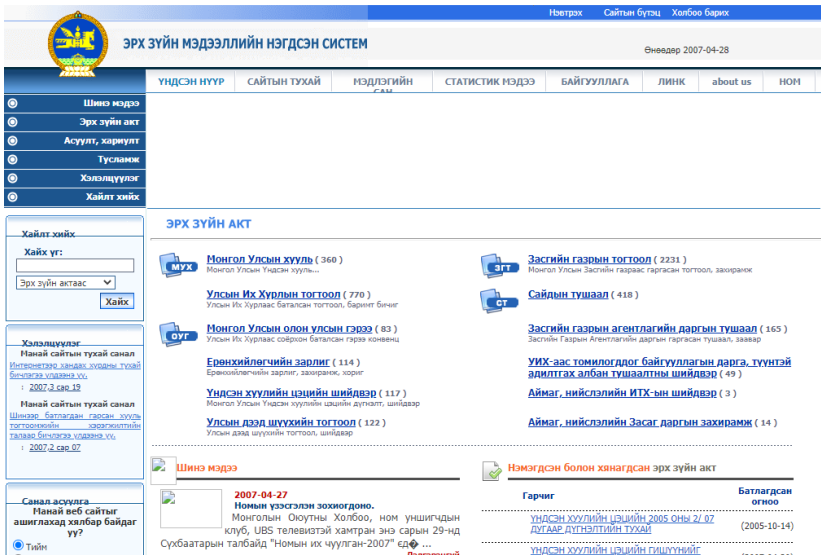 Нэвтрэх Сайтын бүтэц Холбоо барих
ЭРХ ЗҮЙН МЭДЭЭЛЛИЙН НЭГДСЭН СИСТЕМ
Өнөөдөр 2007-04-28
ҮНДСЭН НҮҮР САЙТЫН ТУХАЙ МЭДЛЭГИЙН САН СТАТИСТИК МЭДЭЭ БАЙГУУЛЛАГА ЛИНК about us НОМ
Шинэ мэдээ
Эрх зүйн акт
Асуулт, хариулт
Тусламж
Хэлэлцүүлэг
Хайлт хийх
Хайлт хийх
Хайх үг:
Эрх зүйн актаас
Хайх
Хэлэлцүүлэг
Манай сайтын тухай санал
Интернетээр хандах хурдны тухай
бичлэгээ үлдээнэ үү.
: 2007,3 сар 19
Манай сайтын тухай санал
Шинээр батлагдан гарсан хууль
тогтоомжийн хэрэгжилтийн
талаар бичлэгээ үлдээнэ үү.
: 2007,2 сар 07
Санал асуулга
Манай веб сайтыг
ашиглахад хялбар байдаг
уу?
Тийм
ЭРХ ЗҮЙН АКТ
МУХ
Монгол Улсын хууль ( 360 )
Монгол Улсын Үндсэн хууль...
Улсын Их Хурлын тогтоол ( 770 )
Улсын Их Хурлаас баталсан тогтоол, баримт бичиг
ОУГ
Монгол Улсын олон улсын гэрээ ( 83 )
Улсын Их Хурлаас соёрхон баталсан гэрээ конвенц
Ерөнхийлөгчийн зарлиг ( 114 )
Ерөнхийлөгчийн зарлиг, захирамж, хориг
Үндсэн хуулийн цэцийн шийдвэр ( 117 )
Монгол Улсын Үндсэн хуулийн цэцийн дүгнэлт, шийдвэр
Улсын дээд шүүхийн тогтоол ( 122 )
Улсын дээд шүүхийн тогтоол, шийдвэр
ЗГТ
Засгийн газрын тогтоол ( 2231 )
Монгол Улсын Засгийн газраас гаргасан тогтоол, захирамж
СТ
Сайдын тушаал ( 418 )
Засгийн газрын агентлагийн даргын тушаал ( 165 )
Засгийн Газрын Агентлагийн даргын гаргасан тушаал, заавар
УИХ-аас томилогддог байгууллагын дарга, түүнтэй
адилтгах албан тушаалтны шийдвэр ( 49 )
Аймаг, нийслэлийн ИТХ-ын шийдвэр ( 3 )
Аймаг, нийслэлийн Засаг даргын захирамж ( 14 )
Шинэ мэдээ
2007-04-27
Номын үзэсгэлэн зохиогдоно.
Монголын Оюутны Холбоо, ном уншигчдын
клуб, UBS телевизтэй хамтран энэ сарын 29-нд
Сүхбаатарын талбайд "Номын их чуулган-2007" өд� ...
Дэлгэрэнгүй
Нэмэгдсэн болон хянагдсан эрх зүйн акт
Гарчиг Батлагдсан огноо
ҮНДСЭН ХУУЛИЙН ЦЭЦИЙН 2005 ОНЫ 2/ 07
ДУГААР ДҮГНЭЛТИЙН ТУХАЙ (2005-10-14)
ҮНДСЭН ХУУЛИЙН ЦЭЦИЙН ГИШҮҮНИЙГ